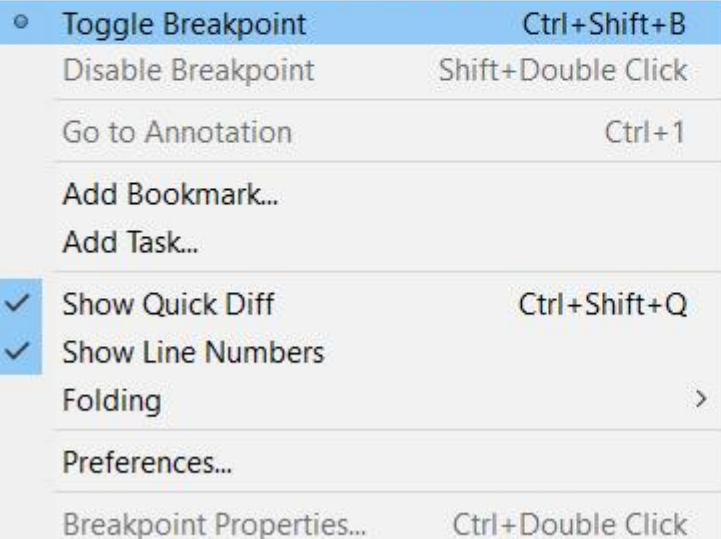 Toggle Breakpoint Ctrl+Shift+B
Disable Breakpoint Shift+Double Click
Go to Annotation Ctrl+1
Add Bookmark...
Add Task...
Show Quick Diff Ctrl+Shift+Q
Show Line Numbers
Folding
Preferences...
Breakpoint Properties... Ctrl+Double Click